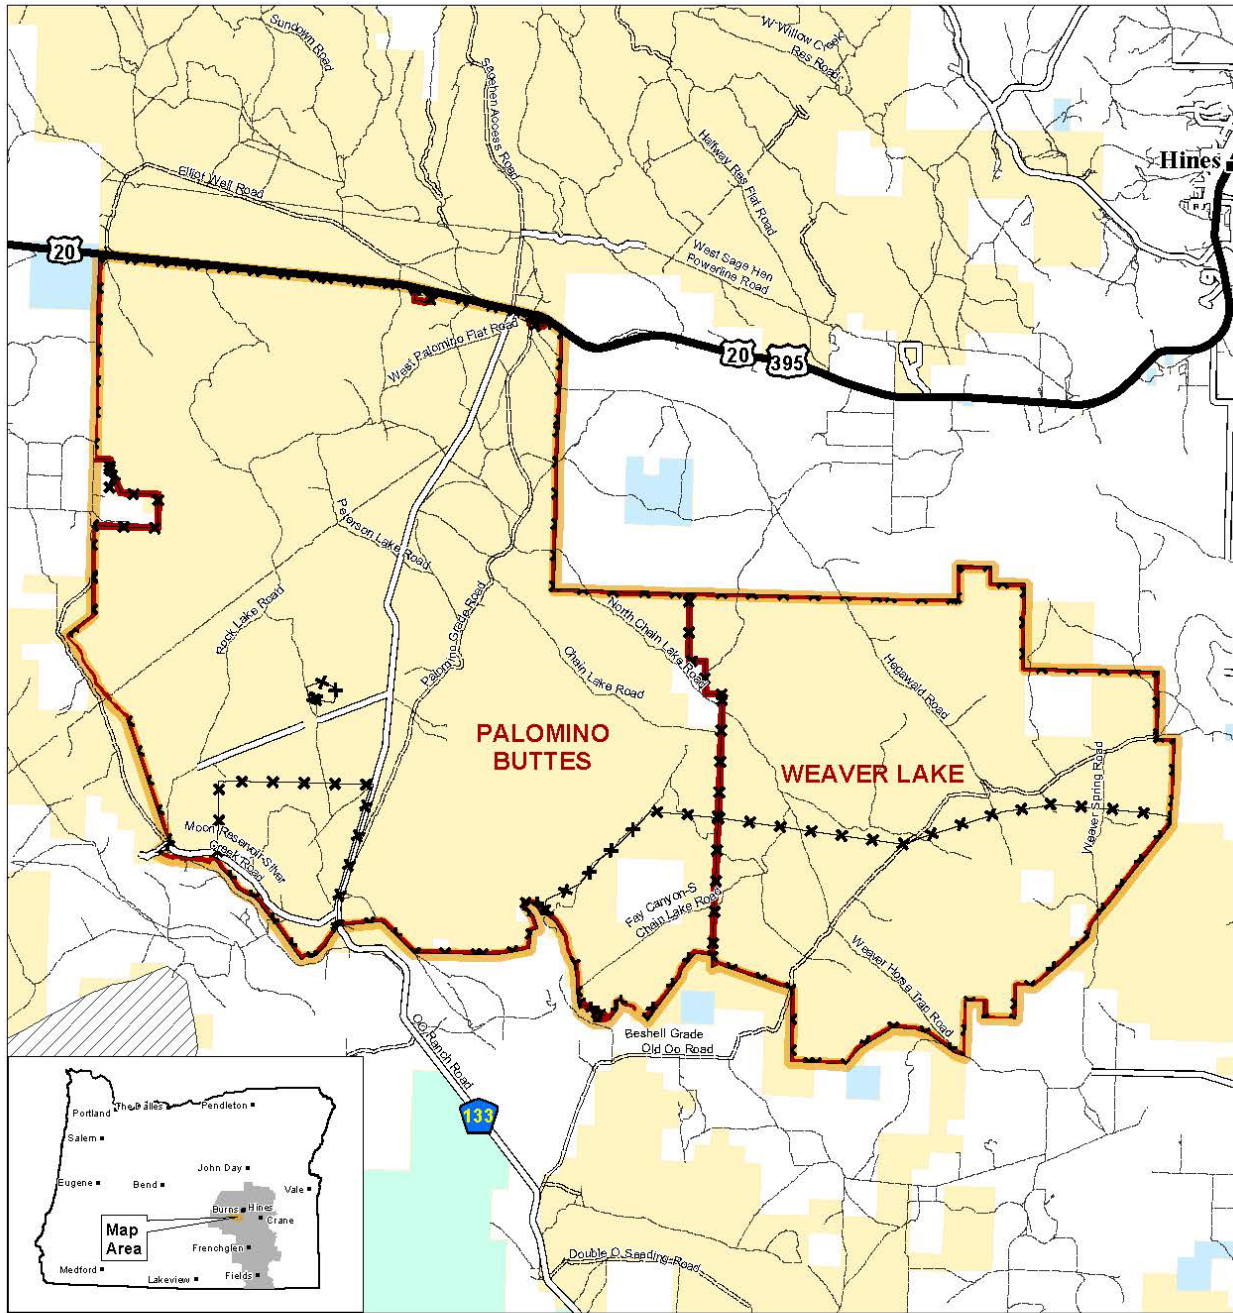 Sundown Road
W Willow Creek
Res Road
Sagehen Access Road
Halfway Res Flat Road
Hines
Elliot Well Road
20
West Sage Hen
Powerline Road
West Palomino Flat Road
20
395
Peterson Lake Road
Rock Lake Road
Palomino Grade Road
North Chain Lake Road
Chain Lake Road
Hegawald Road
PALOMINO
BUTTES
WEAVER LAKE
Weaver Spring Road
Moon Reservoir-Silver
Creek Road
Fay Canyon-S
Chain Lake Road
Weaver Horse Trap Road
Beshell Grade
Old Oo Road
OO Ranch Road
133
Double O Seeding Road
Portland
The Dalles
Pendleton
Salem
John Day
Eugene
Bend
Vale
Burns
Hines
Crane
Map
Area
Frenchglen
Medford
Lakeview
Fields